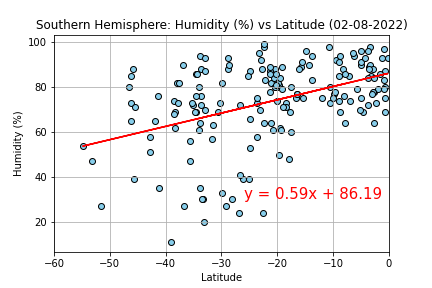 Southern Hemisphere: Humidity (%) vs Latitude (02-08-2022)
100
80
60
40
20
Humidity (%)
y = 0.59x + 86.19
−60 −50 −40 −30 −20 −10 0
Latitude